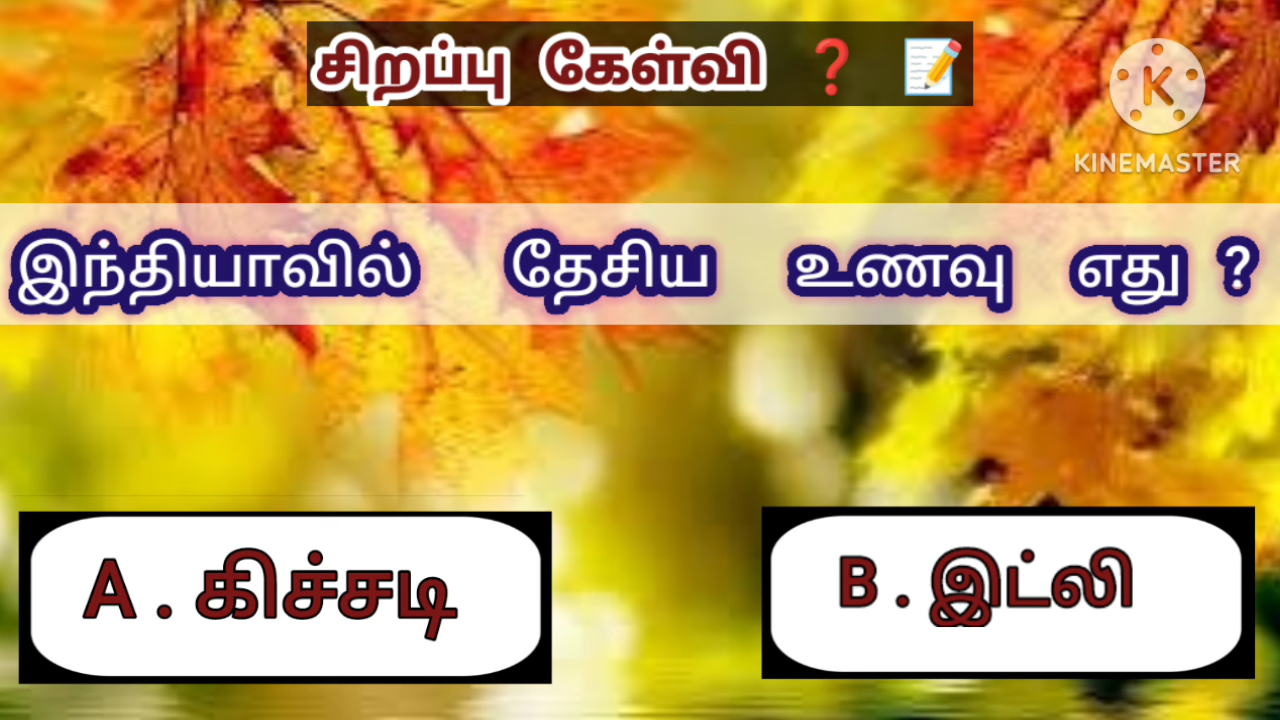 சிறப்பு கேள்வி ❓ 📝
KINEMASTER
இந்தியாவில் தேசிய உணவு எது ?
A . கிச்சடி
B . இட்லி